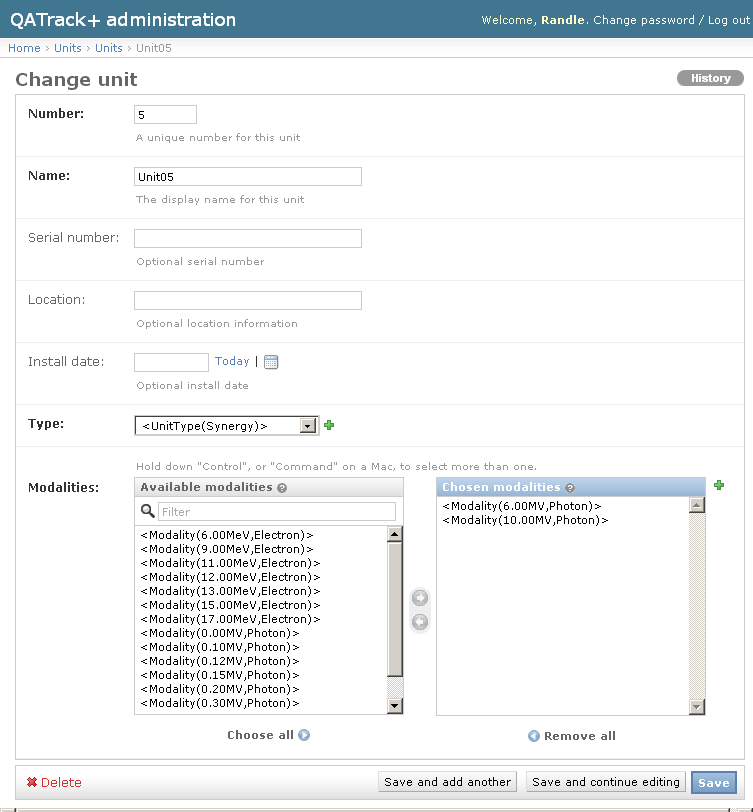 QATrack+ administration
Welcome, Randle. Change password / Log out
Home › Units › Units › Unit05
Change unit
History
Number:
5
A unique number for this unit
Name:
Unit05
The display name for this unit
Serial number:
Optional serial number
Location:
Optional location information
Install date:
Today |
Optional install date
Type:
<UnitType(Synergy)>
Hold down "Control", or "Command" on a Mac, to select more than one.
Modalities:
Available modalities ?
Filter
<Modality(6.00MeV,Electron)>
<Modality(9.00MeV,Electron)>
<Modality(11.00MeV,Electron)>
<Modality(12.00MeV,Electron)>
<Modality(13.00MeV,Electron)>
<Modality(15.00MeV,Electron)>
<Modality(17.00MeV,Electron)>
<Modality(0.00MV,Photon)>
<Modality(0.10MV,Photon)>
<Modality(0.12MV,Photon)>
<Modality(0.15MV,Photon)>
<Modality(0.20MV,Photon)>
<Modality(0.30MV,Photon)>
Choose all
Chosen modalities ?
<Modality(6.00MV,Photon)>
<Modality(10.00MV,Photon)>
Remove all
Delete
Save and add another
Save and continue editing
Save